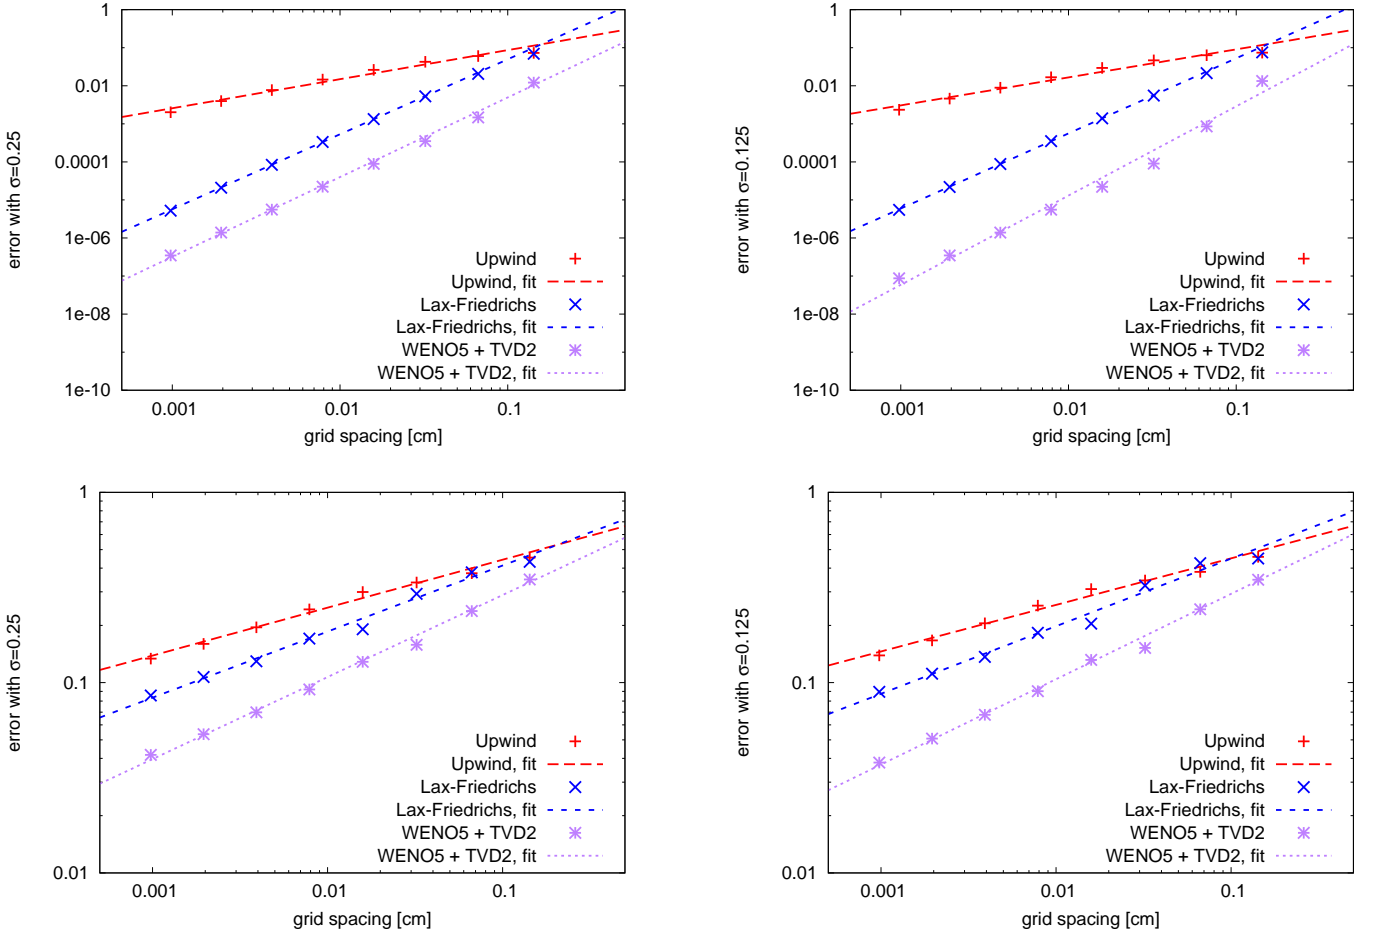 1
0.01
0.0001
1e-06
1e-08
1e-10
0.001
0.01
0.1
grid spacing [cm]
error with σ=0.25
Upwind
Upwind, fit
Lax-Friedrichs
Lax-Friedrichs, fit
WENO5 + TVD2
WENO5 + TVD2, fit
1
0.01
0.0001
1e-06
1e-08
1e-10
0.001
0.01
0.1
grid spacing [cm]
error with σ=0.125
Upwind
Upwind, fit
Lax-Friedrichs
Lax-Friedrichs, fit
WENO5 + TVD2
WENO5 + TVD2, fit
1
0.1
0.01
0.001
0.01
0.1
grid spacing [cm]
error with σ=0.25
Upwind
Upwind, fit
Lax-Friedrichs
Lax-Friedrichs, fit
WENO5 + TVD2
WENO5 + TVD2, fit
1
0.1
0.01
0.001
0.01
0.1
grid spacing [cm]
error with σ=0.125
Upwind
Upwind, fit
Lax-Friedrichs
Lax-Friedrichs, fit
WENO5 + TVD2
WENO5 + TVD2, fit